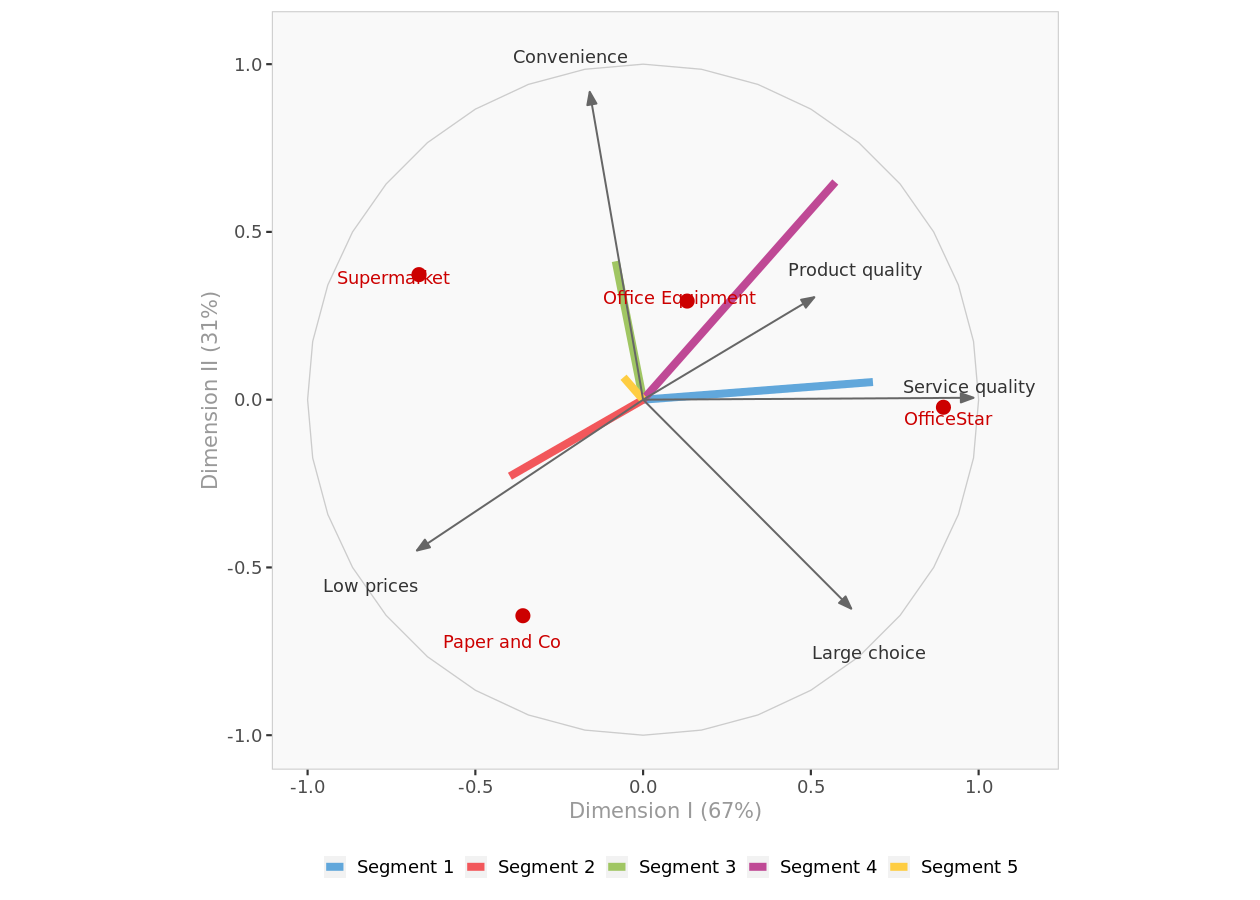 Convenience
1.0
0.5
Product quality
Supermarket
Office Equipment
Service quality
0.0
OfficeStar
Dimension II (31%)
-0.5
Low prices
Paper and Co
Large choice
-1.0
-1.0 -0.5 0.0 0.5 1.0
Dimension I (67%)
Segment 1 Segment 2 Segment 3 Segment 4 Segment 5